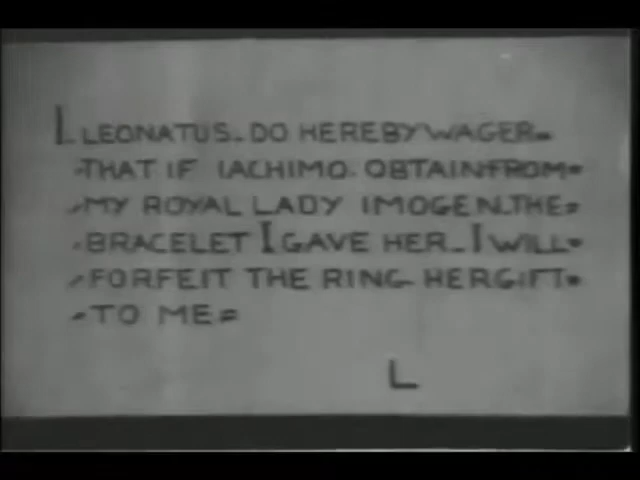 I LEONATUS. DO HEREBY WAGER=
-THAT IF IACHIMO. OBTAIN FROM=
-MY ROYAL LADY IMOGEN. THE=
-BRACELET I GAVE HER_ I WILL=
-FORFEIT THE RING HER GIFT=
-TO ME=
L